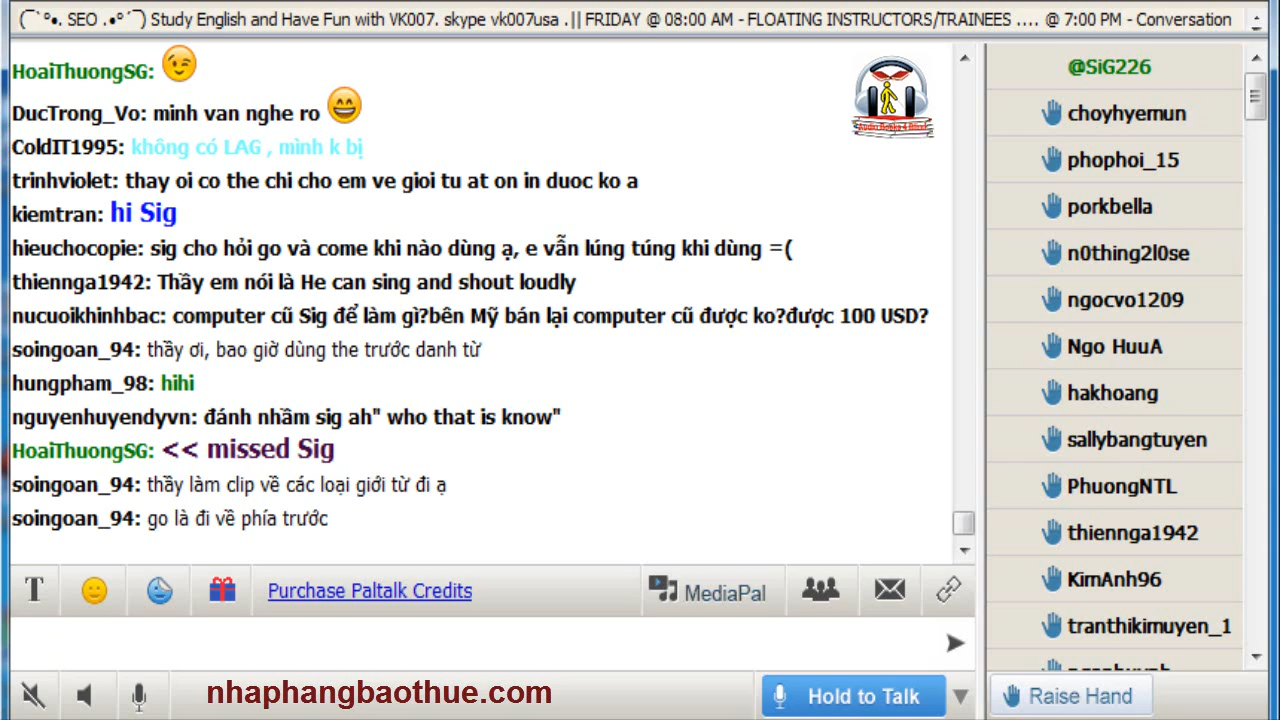 (¯`°•. SEO .•°´¯) Study English and Have Fun with VK007. skype vk007usa .|| FRIDAY @ 08:00 AM - FLOATING INSTRUCTORS/TRAINEES .... @ 7:00 PM - Conversation
HoaiThuongSG:
DucTrong_Vo: minh van nghe ro
ColdIT1995: không có LAG , mình k bị
trinhviolet: thay oi co the chi cho em ve gioi tu at on in duoc ko a
kiemtran: hi Sig
hieuchocopie: sig cho hỏi go và come khi nào dùng ạ, e vẫn lúng túng khi dùng =(
thiennga1942: Thầy em nói là He can sing and shout loudly
nucuoikhinhbac: computer cũ Sig để làm gì?bên Mỹ bán lại computer cũ được ko?được 100 USD?
soingoan_94: thầy ơi, bao giờ dùng the trước danh từ
hungpham_98: hihi
nguyenhuyendyvn: đánh nhầm sig ah" who that is know"
HoaiThuongSG: << missed Sig
soingoan_94: thầy làm clip về các loại giới từ đi ạ
soingoan_94: go là đi về phía trước
Audio Books 4 Blind
@SiG226
choyhyemun
phophoi_15
porkbella
n0thing2l0se
ngocvo1209
Ngo HuuA
hakhoang
sallybangtuyen
PhuongNTL
thiennga1942
KimAnh96
tranthikimuyen_1
T
Purchase Paltalk Credits
MediaPal
nhaphangbaothue.com
Hold to Talk
Raise Hand